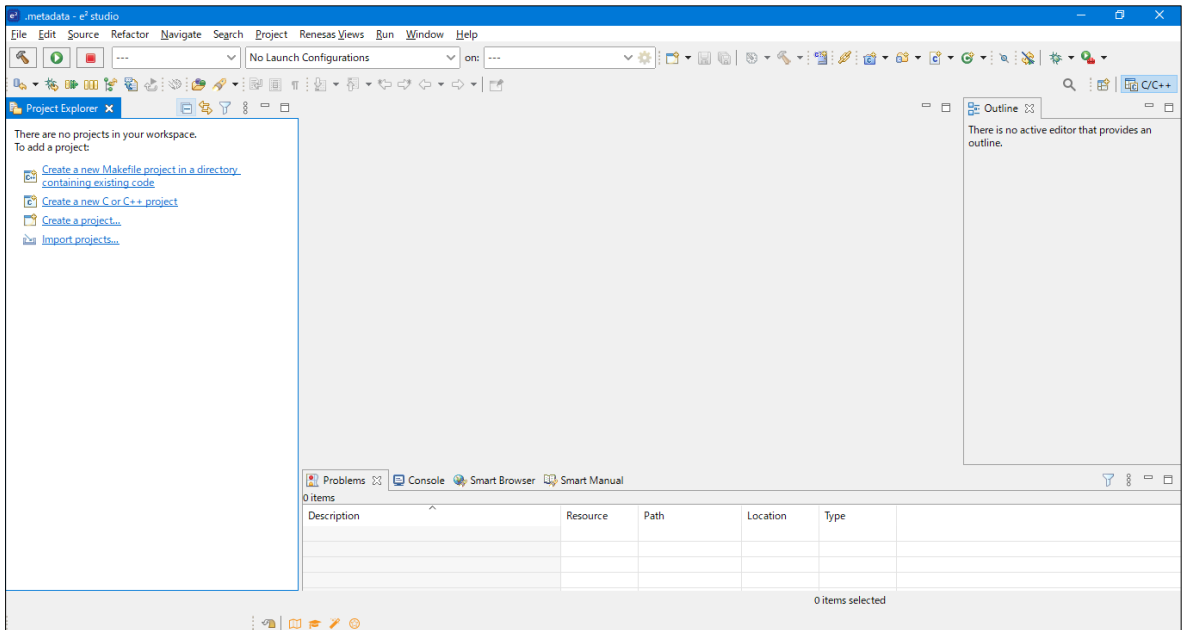 .metadata - e² studio
File Edit Source Refactor Navigate Search Project Renesas Views Run Window Help
--- No Launch Configurations on: ---
C/C++
Project Explorer
Outline
There are no projects in your workspace.
To add a project:
Create a new Makefile project in a directory
containing existing code
Create a new C or C++ project
Create a project...
Import projects...
There is no active editor that provides an
outline.
Problems Console Smart Browser Smart Manual
0 items
Description Resource Path Location Type
0 items selected